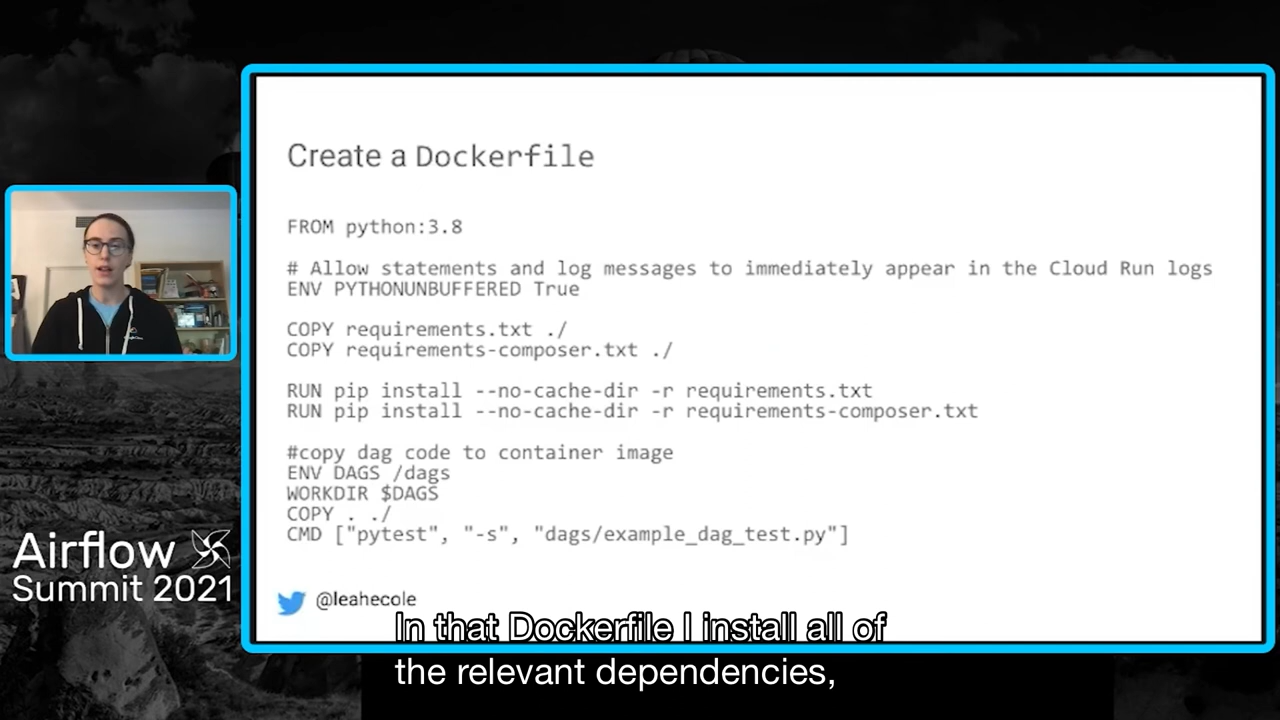 Create a Dockerfile
FROM python:3.8
# Allow statements and log messages to immediately appear in the Cloud Run logs
ENV PYTHONUNBUFFERED True
COPY requirements.txt ./
COPY requirements-composer.txt ./
RUN pip install --no-cache-dir -r requirements.txt
RUN pip install --no-cache-dir -r requirements-composer.txt
#copy dag code to container image
ENV DAGS /dags
WORKDIR $DAGS
COPY . ./
CMD ["pytest", "-s", "dags/example_dag_test.py"]
@leahecole
Airflow
Summit 2021
In that Dockerfile I install all of
the relevant dependencies,